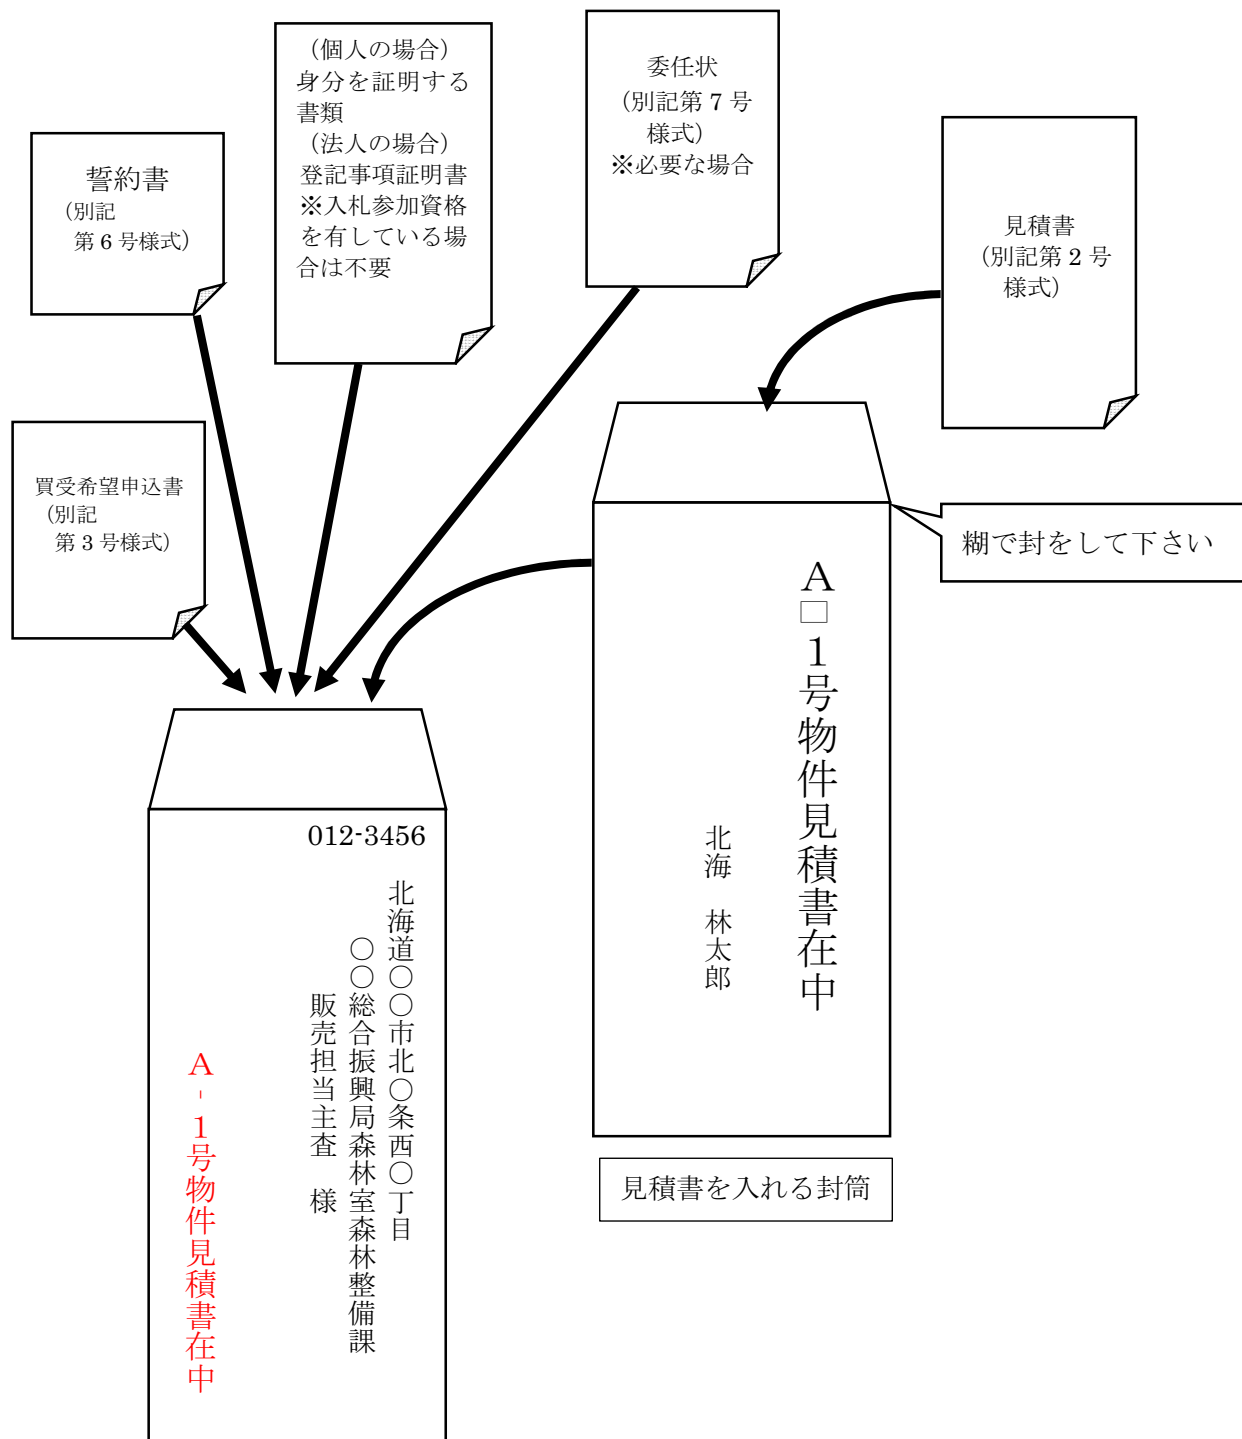 （個人の場合）
身分を証明する
書類
（法人の場合）
登記事項証明書
※入札参加資格
を有している場
合は不要
委任状
（別記第 7 号
様式）
※必要な場合
誓約書
（別記
第 6 号様式）
見積書
（別記第 2 号
様式）
買受希望申込書
（別記
第 3 号様式）
糊で封をして下さい
A□1号物件見積書在中
北海　林太郎
見積書を入れる封筒
012-3456
北海道○○市北○条西○丁目
○○総合振興局森林室森林整備課
販売担当主査　様
A-1号物件見積書在中